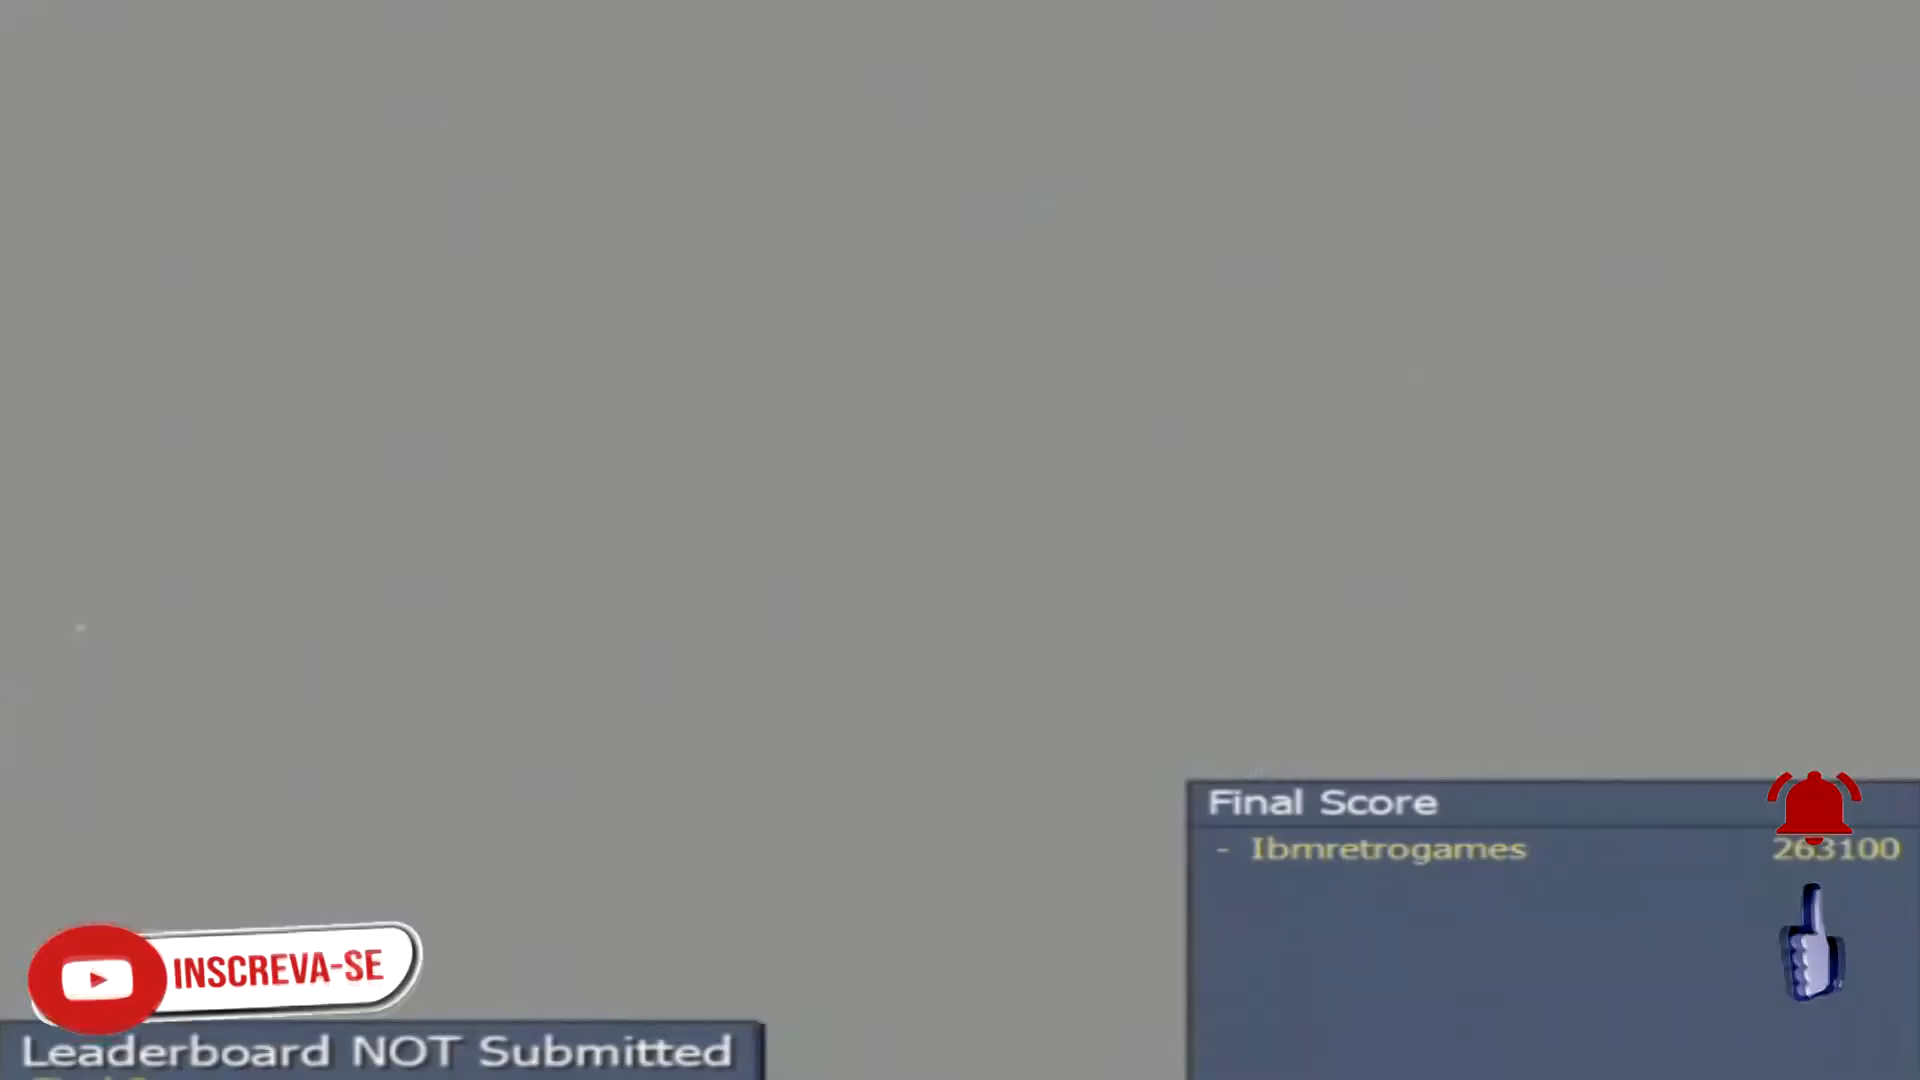 Final Score
- Ibmretrogames 263100
INSCREVA-SE
Leaderboard NOT Submitted